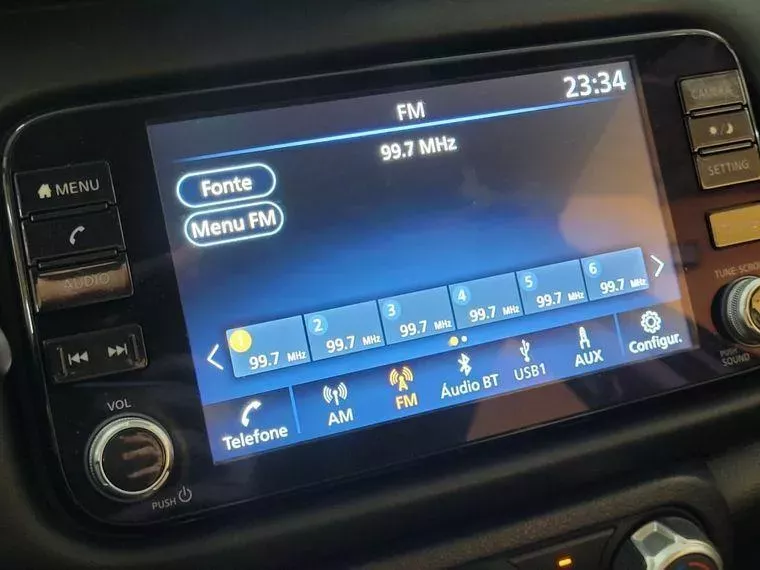 23:34
FM
99.7 MHz
Fonte
Menu FM
1 2 3 4 5 6
99.7 MHz 99.7 MHz 99.7 MHz 99.7 MHz 99.7 MHz 99.7 MHz
Telefone AM FM Áudio BT USB1 AUX Configur.
MENU
AUDIO
VOL
PUSH
CAMERA
SETTING
TUNE SCROLL
PUSH SOUND